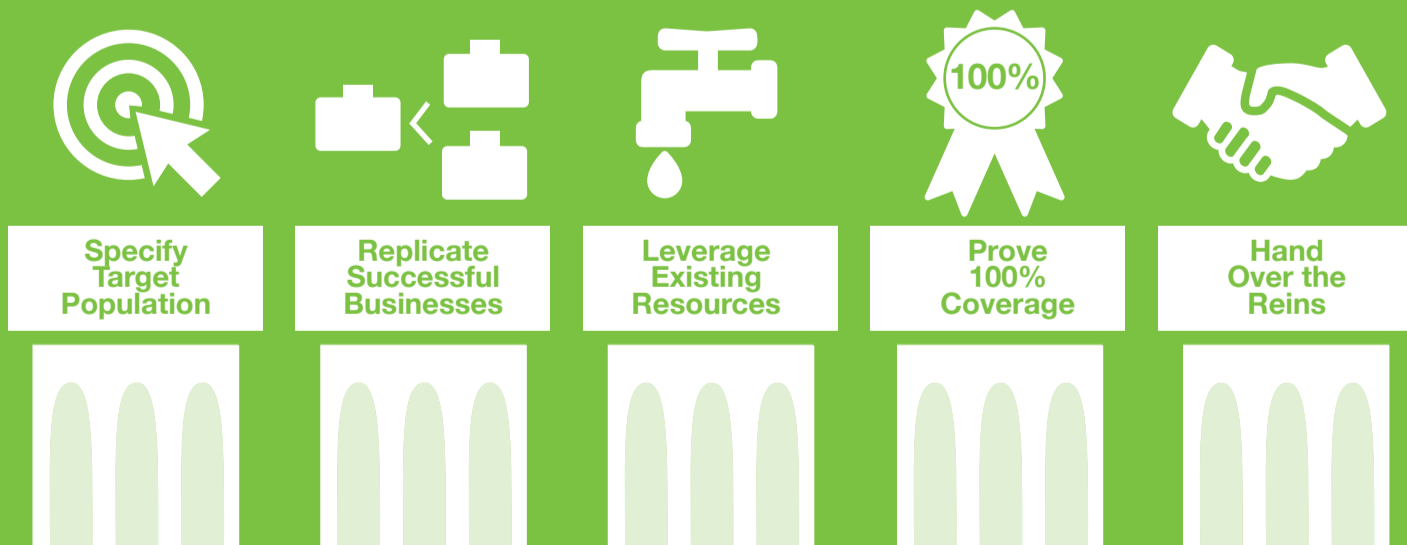 100%
Specify
Target
Population
Replicate
Successful
Businesses
Leverage
Existing
Resources
Prove
100%
Coverage
Hand
Over the
Reins